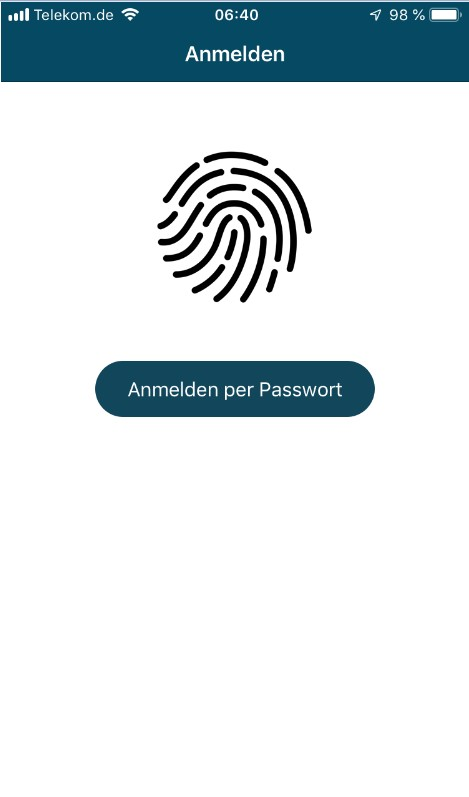 Telekom.de 06:40 98 %
Anmelden
Anmelden per Passwort